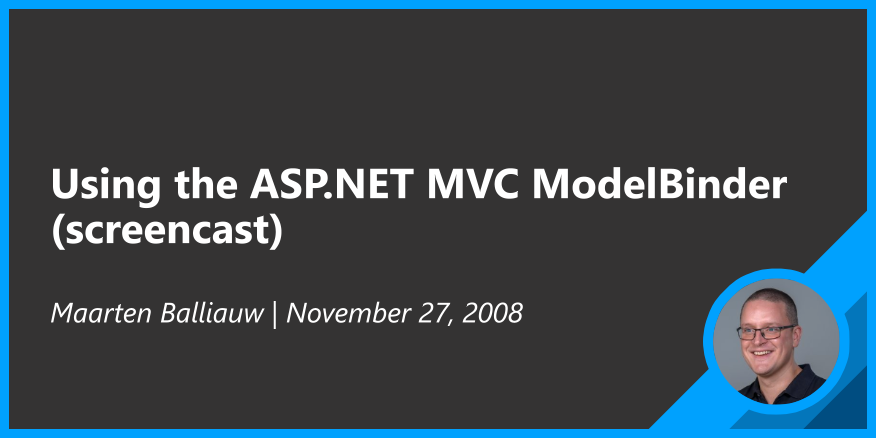 Using the ASP.NET MVC ModelBinder
(screencast)
Maarten Balliauw | November 27, 2008